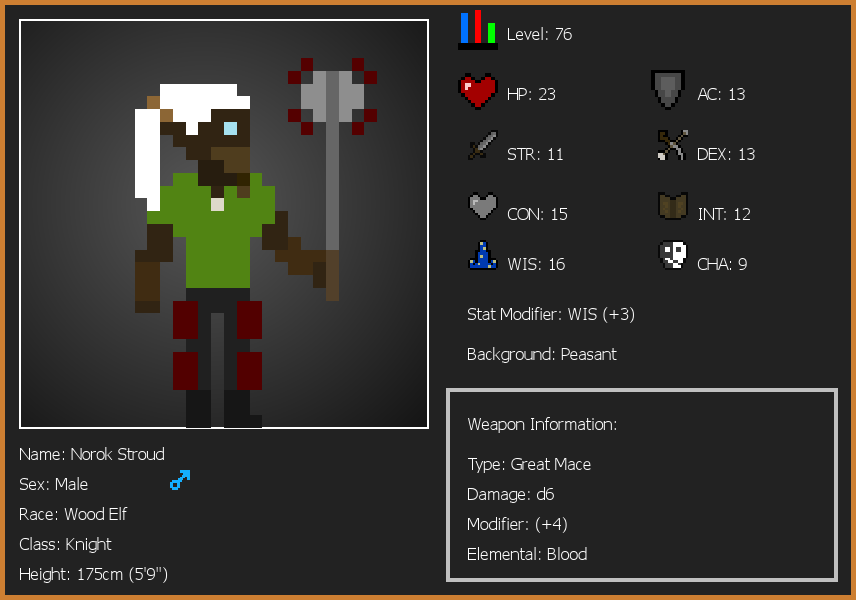 Level: 76
HP: 23
AC: 13
STR: 11
DEX: 13
CON: 15
INT: 12
WIS: 16
CHA: 9
Stat Modifier: WIS (+3)
Background: Peasant
Weapon Information:
Type: Great Mace
Damage: d6
Modifier: (+4)
Elemental: Blood
Name: Norok Stroud
Sex: Male
Race: Wood Elf
Class: Knight
Height: 175cm (5'9")